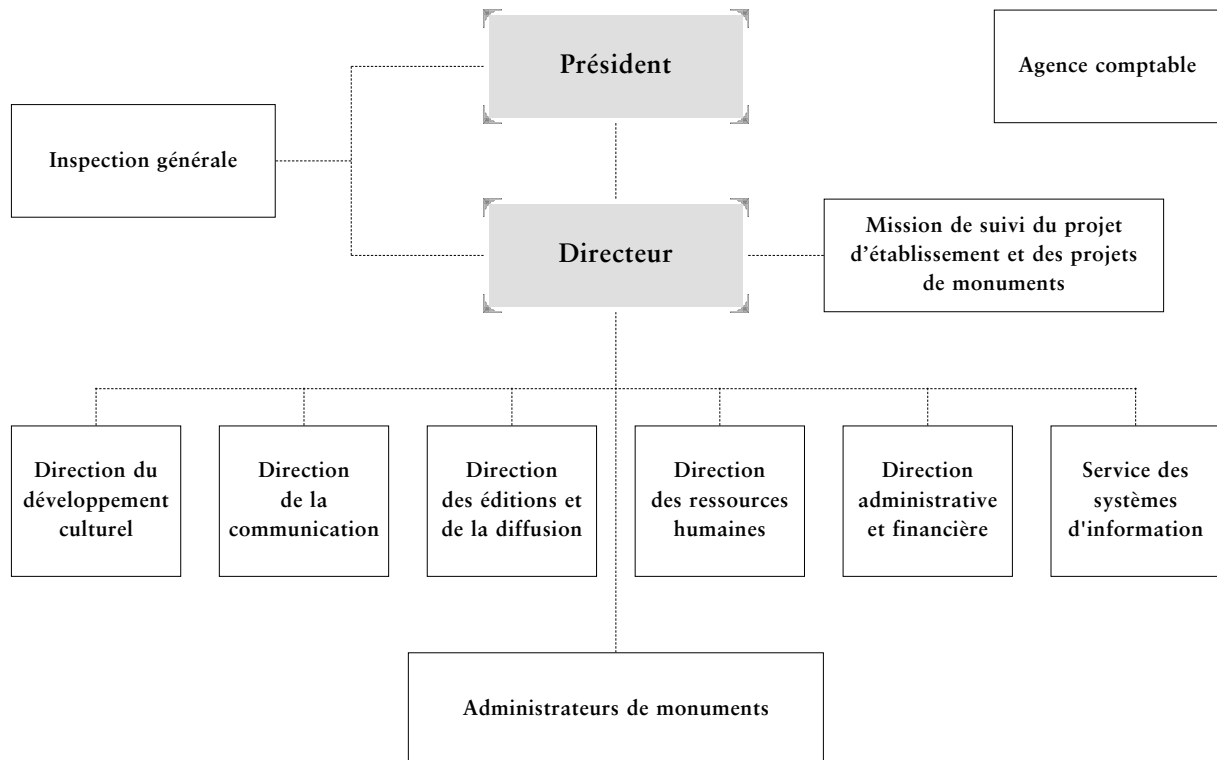 Président
Agence comptable
Inspection générale
Directeur
Mission de suivi du projet
d’établissement et des projets
de monuments
Direction du
développement
culturel
Direction
de la
communication
Direction
des éditions et
de la diffusion
Direction
des ressources
humaines
Direction
administrative
et financière
Service des
systèmes
d'information
Administrateurs de monuments